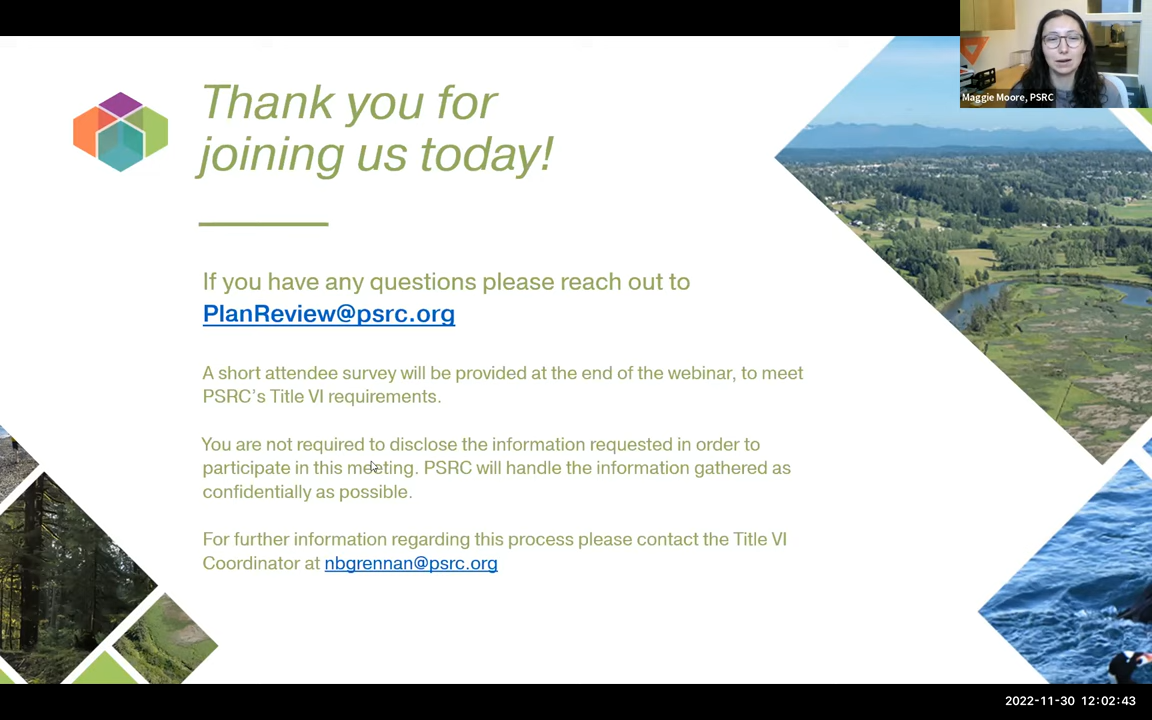 Thank you for
joining us today!
Maggie Moore, PSRC
If you have any questions please reach out to
PlanReview@psrc.org
A short attendee survey will be provided at the end of the webinar, to meet
PSRC's Title VI requirements.
You are not required to disclose the information requested in order to
participate in this meeting. PSRC will handle the information gathered as
confidentially as possible.
For further information regarding this process please contact the Title VI
Coordinator at nbgrennan@psrc.org
2022-11-30 12:02:43